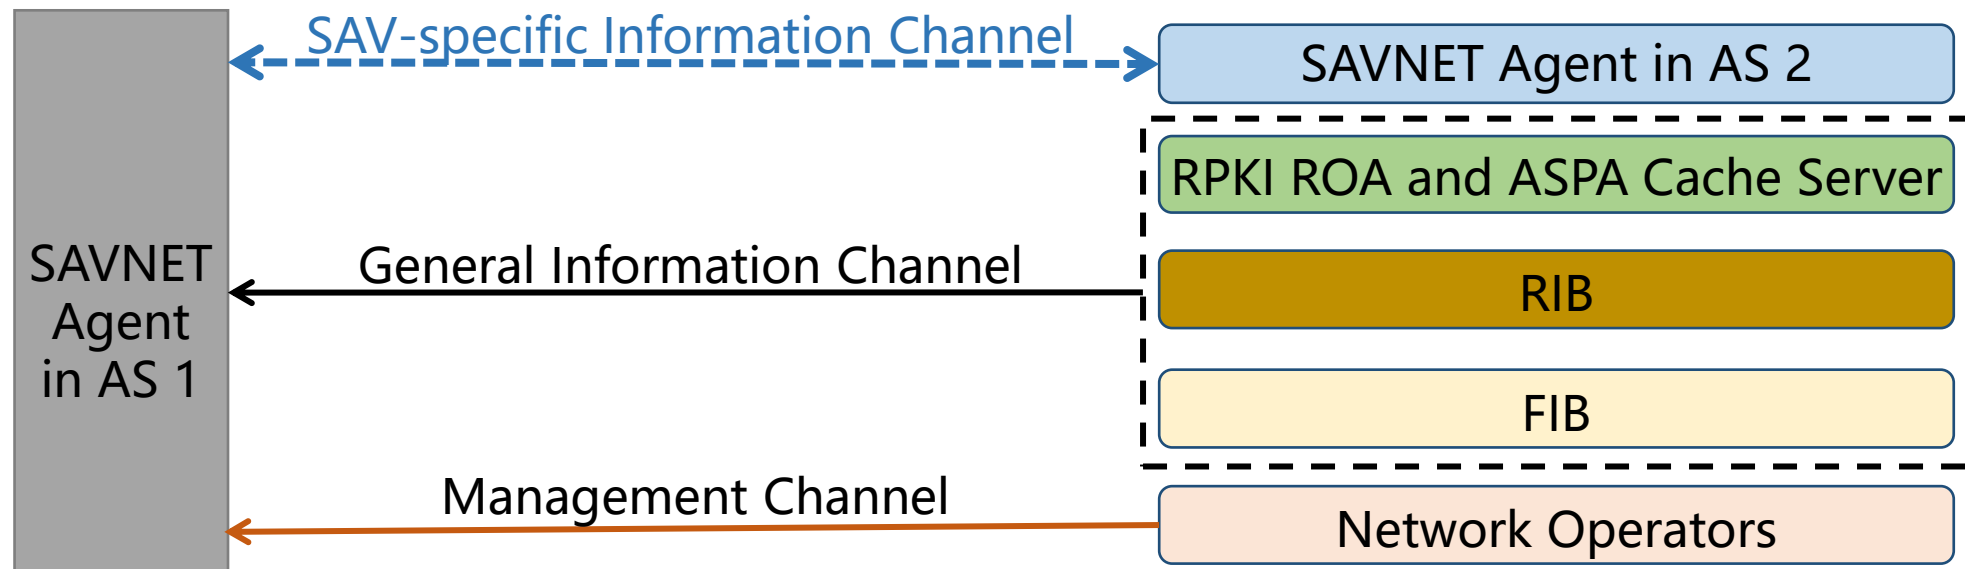 SAV-specific Information Channel
SAVNET Agent in AS 2
RPKI ROA and ASPA Cache Server
SAVNET
Agent
in AS 1
General Information Channel
RIB
FIB
Management Channel
Network Operators